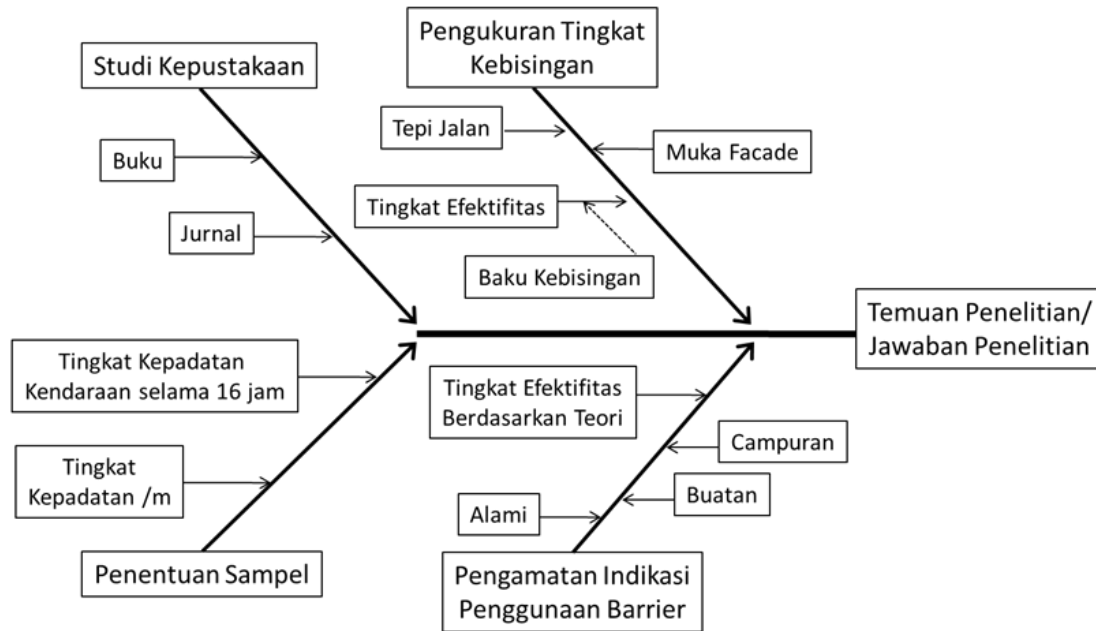 Studi Kepustakaan
Buku
Jurnal
Pengukuran Tingkat
Kebisingan
Tepi Jalan
Muka Facade
Tingkat Efektifitas
Baku Kebisingan
Temuan Penelitian/
Jawaban Penelitian
Tingkat Kepadatan
Kendaraan selama 16 jam
Tingkat
Kepadatan /m
Penentuan Sampel
Tingkat Efektifitas
Berdasarkan Teori
Campuran
Buatan
Alami
Pengamatan Indikasi
Penggunaan Barrier